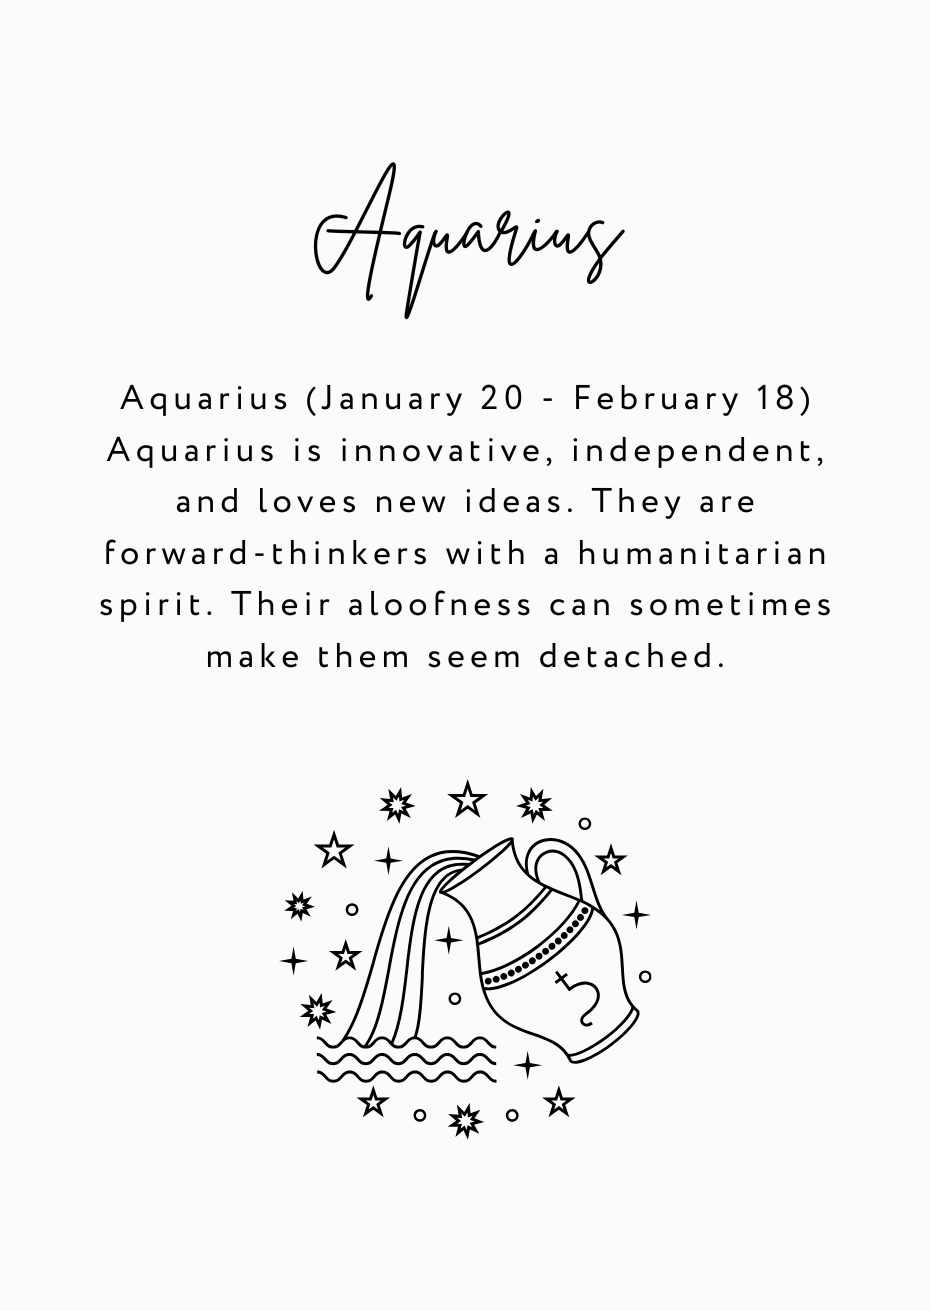 Aquarius
Aquarius (January 20 - February 18)
Aquarius is innovative, independent,
and loves new ideas. They are
forward-thinkers with a humanitarian
spirit. Their aloofness can sometimes
make them seem detached.